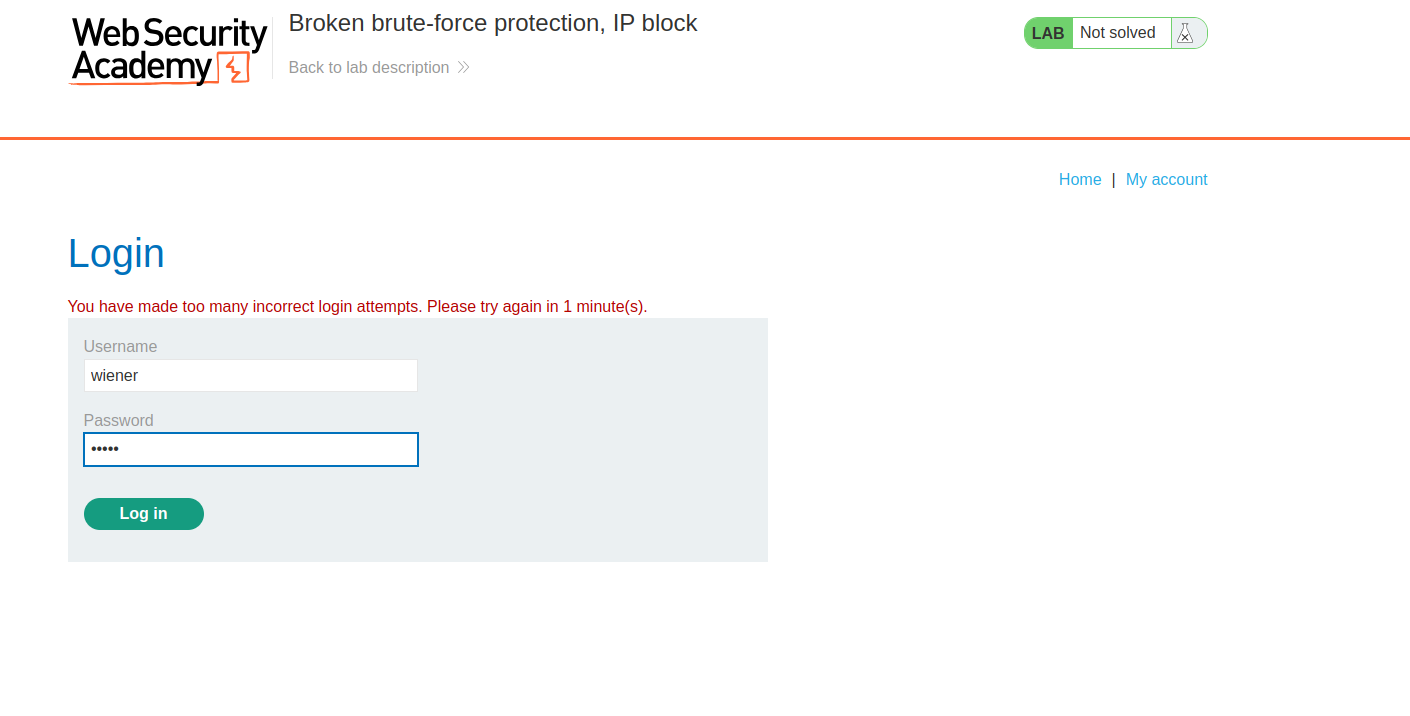 Web Security
Academy
Broken brute-force protection, IP block
Back to lab description
LAB Not solved
Home | My account
Login
You have made too many incorrect login attempts. Please try again in 1 minute(s).
Username
wiener
Password
•••••
Log in